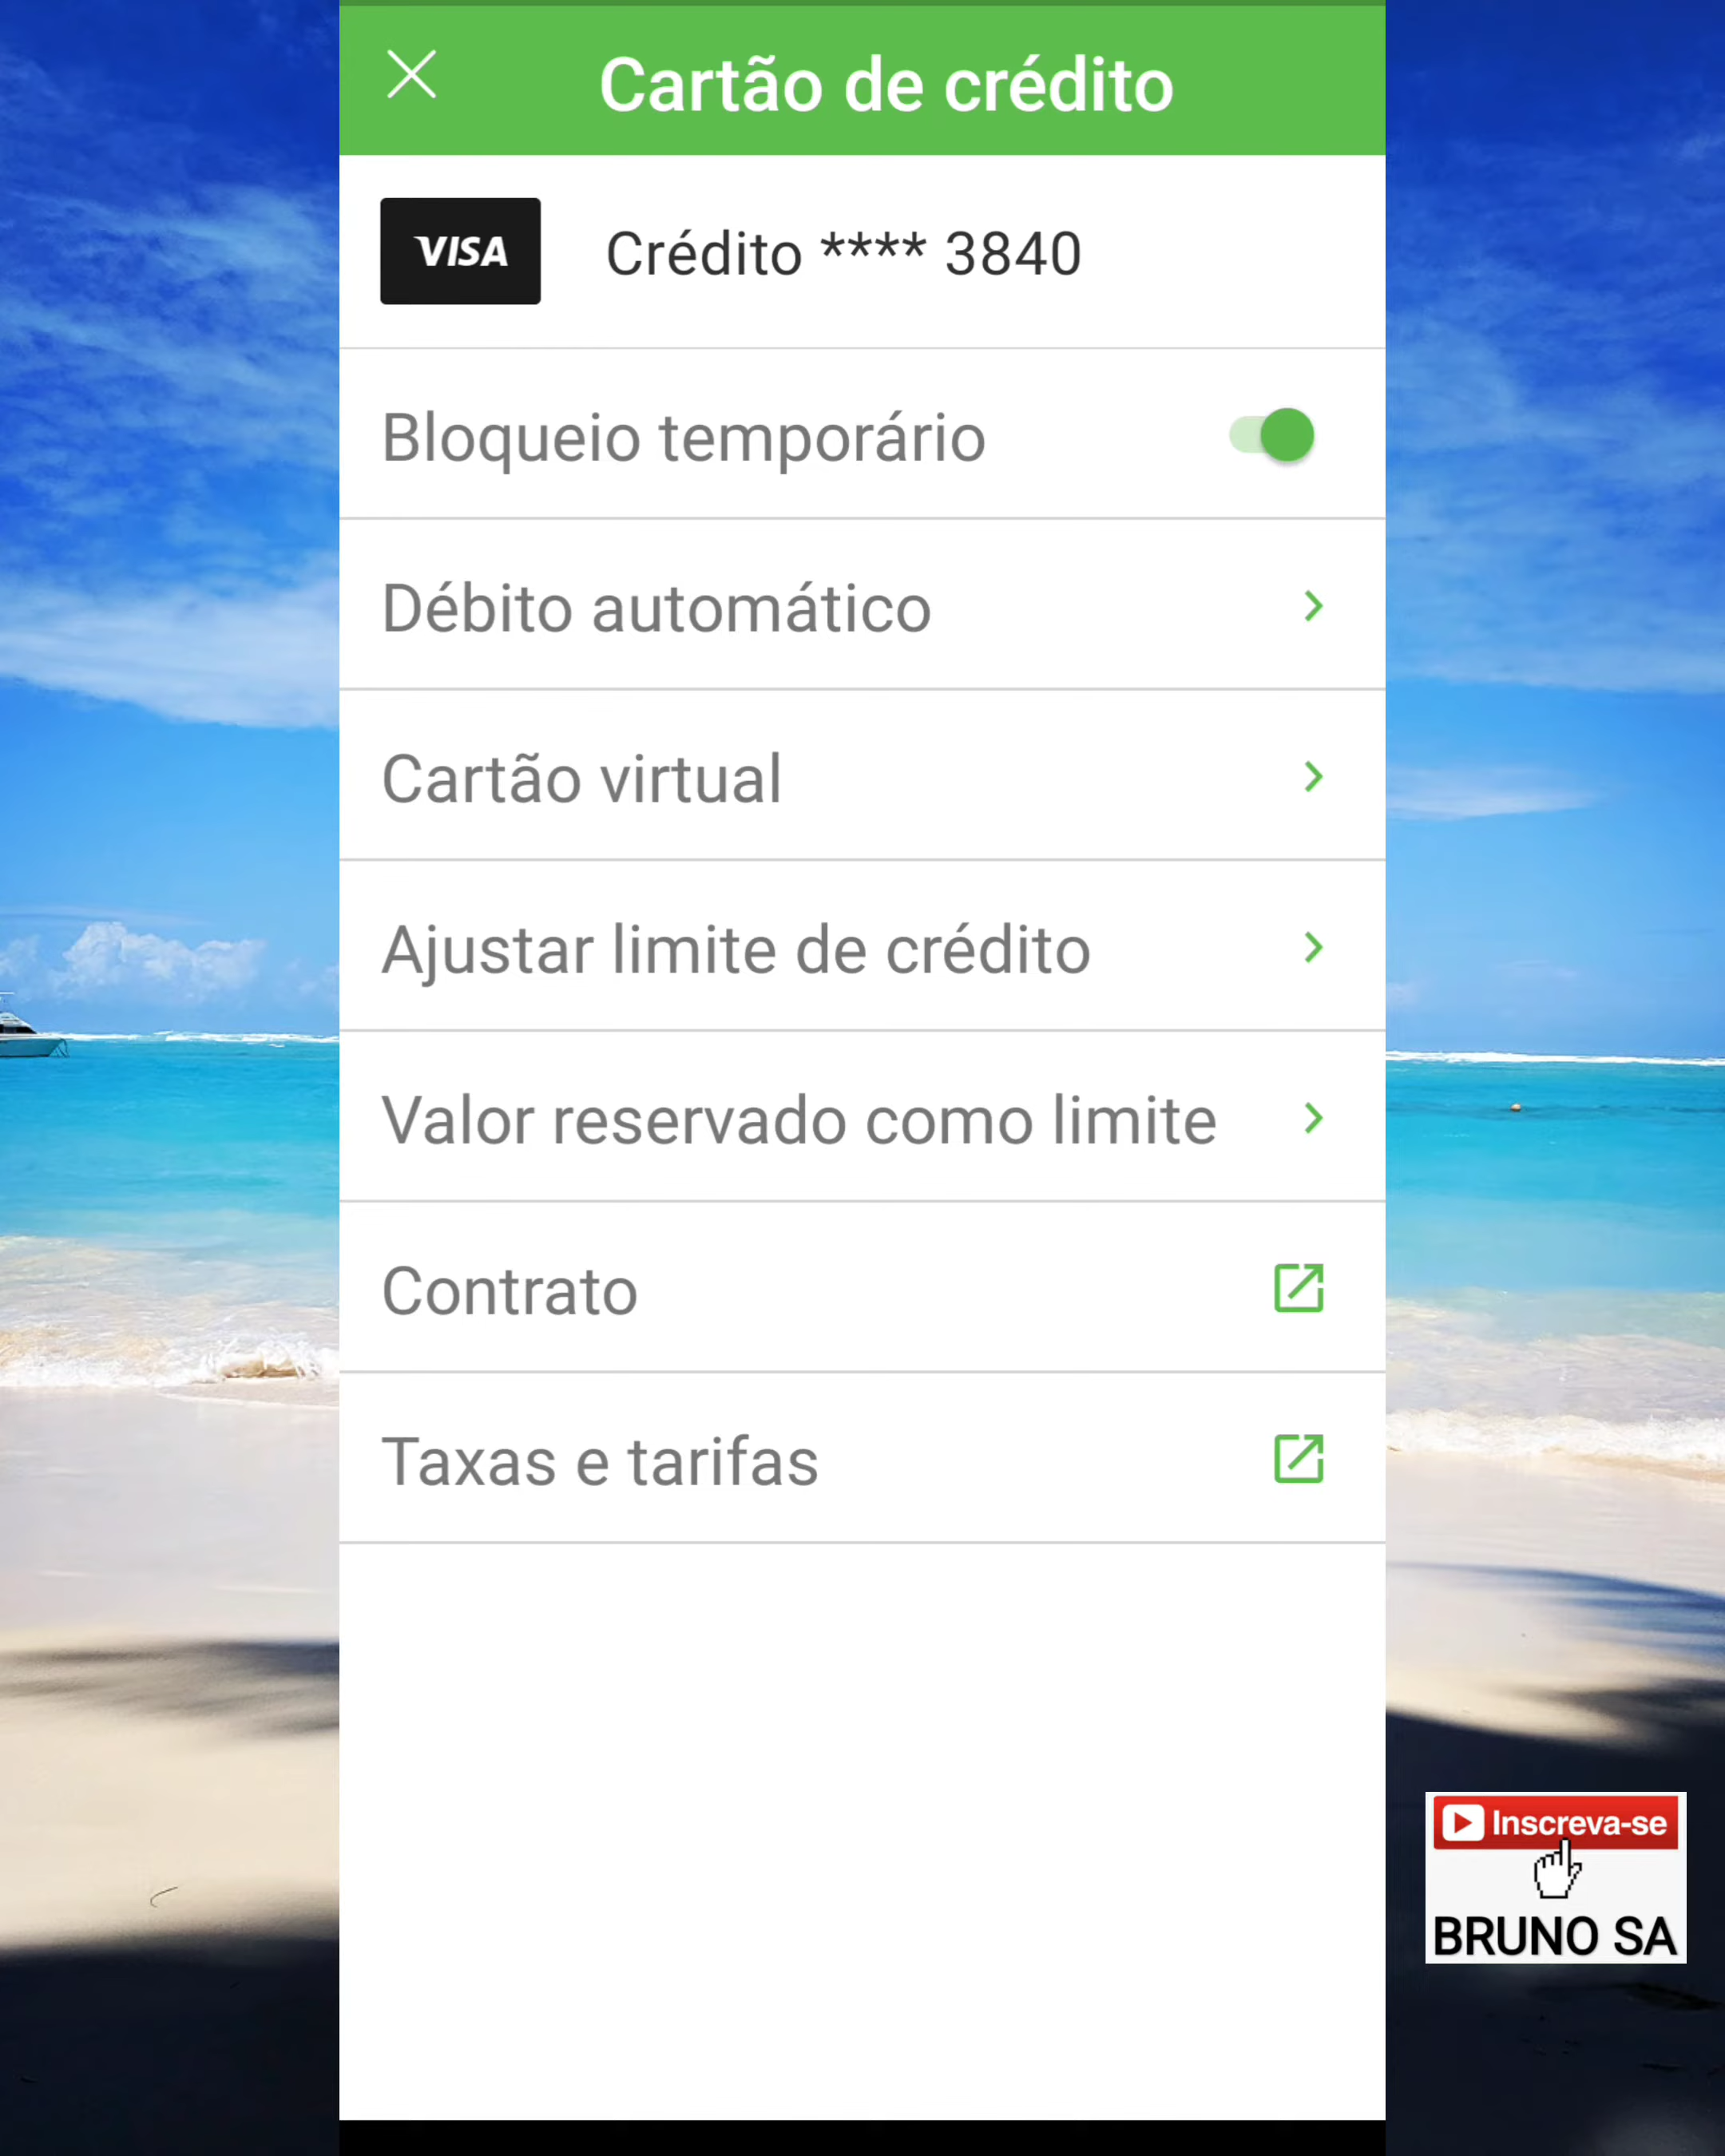 Cartão de crédito
VISA
Crédito **** 3840
Bloqueio temporário
Débito automático
Cartão virtual
Ajustar limite de crédito
Valor reservado como limite
Contrato
Taxas e tarifas
Inscreva-se
BRUNO SA